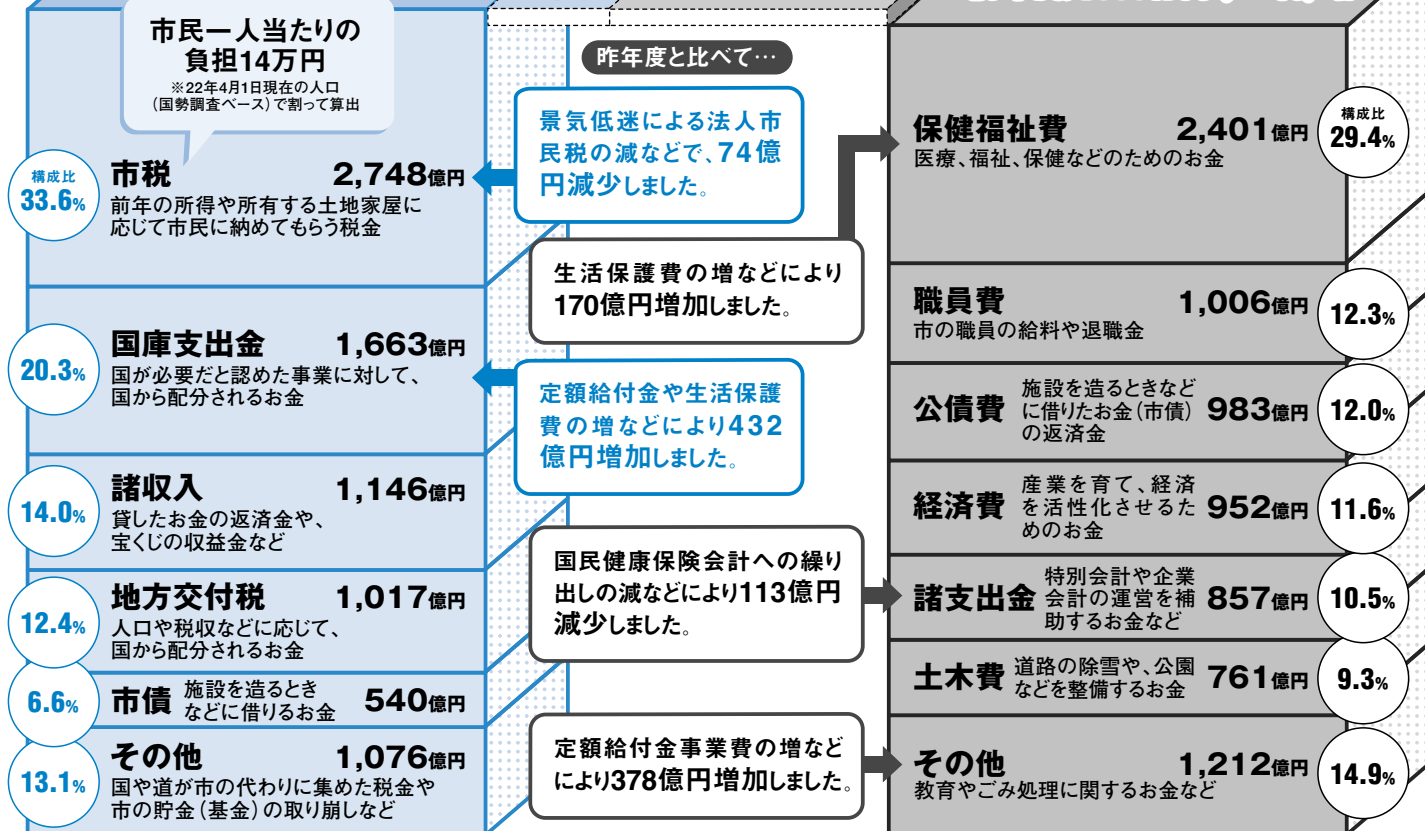 市民一人当たりの
負担14万円
※22年4月1日現在の人口
(国勢調査ベース)で割って算出
構成比
33.6%
市税 2,748億円
前年の所得や所有する土地家屋に
応じて市民に納めてもらう税金
20.3%
国庫支出金 1,663億円
国が必要だと認めた事業に対して、
国から配分されるお金
14.0%
諸収入 1,146億円
貸したお金の返済金や、
宝くじの収益金など
12.4%
地方交付税 1,017億円
人口や税収などに応じて、
国から配分されるお金
6.6%
市債 施設を造るとき
などに借りるお金 540億円
13.1%
その他 1,076億円
国や道が市の代わりに集めた税金や
市の貯金(基金)の取り崩しなど
昨年度と比べて…
景気低迷による法人市
民税の減などで、74億
円減少しました。
生活保護費の増などにより
170億円増加しました。
定額給付金や生活保護
費の増などにより432
億円増加しました。
国民健康保険会計への繰り
出しの減などにより113億円
減少しました。
定額給付金事業費の増など
により378億円増加しました。
保健福祉費 2,401億円
医療、福祉、保健などのためのお金
構成比
29.4%
職員費 1,006億円
市の職員の給料や退職金
12.3%
公債費 983億円
施設を造るときなど
に借りたお金(市債)
の返済金
12.0%
経済費 952億円
産業を育て、経済
を活性化させるた
めのお金
11.6%
諸支出金 857億円
特別会計や企業
会計の運営を補
助するお金など
10.5%
土木費 761億円
道路の除雪や、公園
などを整備するお金
9.3%
その他 1,212億円
教育やごみ処理に関するお金など
14.9%